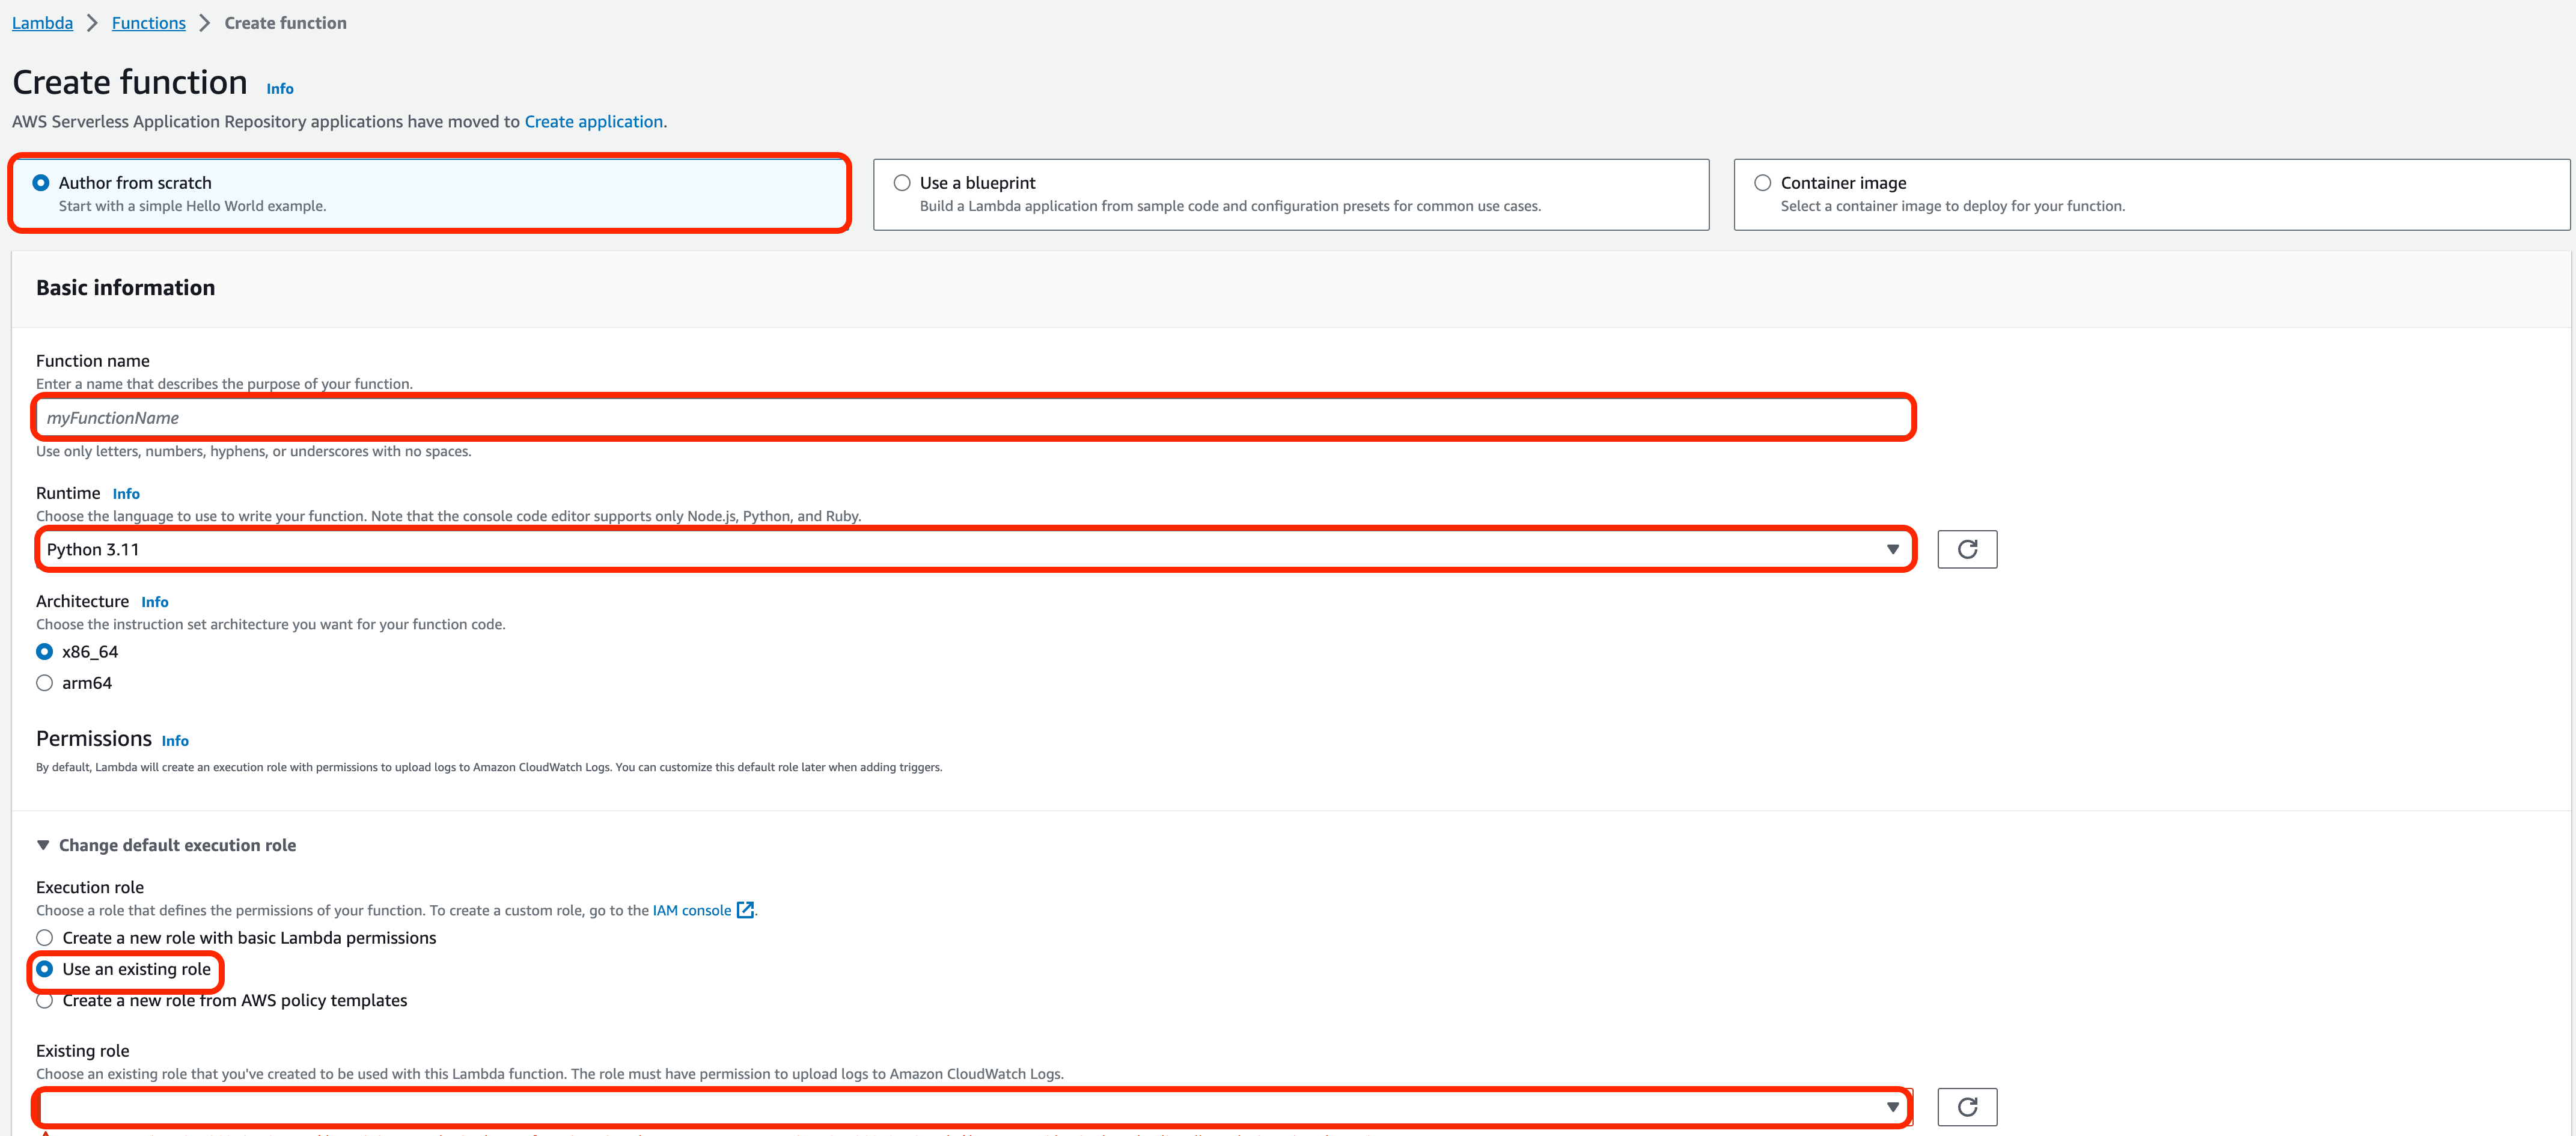 Lambda > Functions > Create function
Create function Info
AWS Serverless Application Repository applications have moved to Create application.
Author from scratch
Start with a simple Hello World example.
Use a blueprint
Build a Lambda application from sample code and configuration presets for common use cases.
Container image
Select a container image to deploy for your function.
Basic information
Function name
Enter a name that describes the purpose of your function.
myFunctionName
Use only letters, numbers, hyphens, or underscores with no spaces.
Runtime Info
Choose the language to use to write your function. Note that the console code editor supports only Node.js, Python, and Ruby.
Python 3.11
Architecture Info
Choose the instruction set architecture you want for your function code.
x86_64
arm64
Permissions Info
By default, Lambda will create an execution role with permissions to upload logs to Amazon CloudWatch Logs. You can customize this default role later when adding triggers.
Change default execution role
Execution role
Choose a role that defines the permissions of your function. To create a custom role, go to the IAM console.
Create a new role with basic Lambda permissions
Use an existing role
Create a new role from AWS policy templates
Existing role
Choose an existing role that you've created to be used with this Lambda function. The role must have permission to upload logs to Amazon CloudWatch Logs.